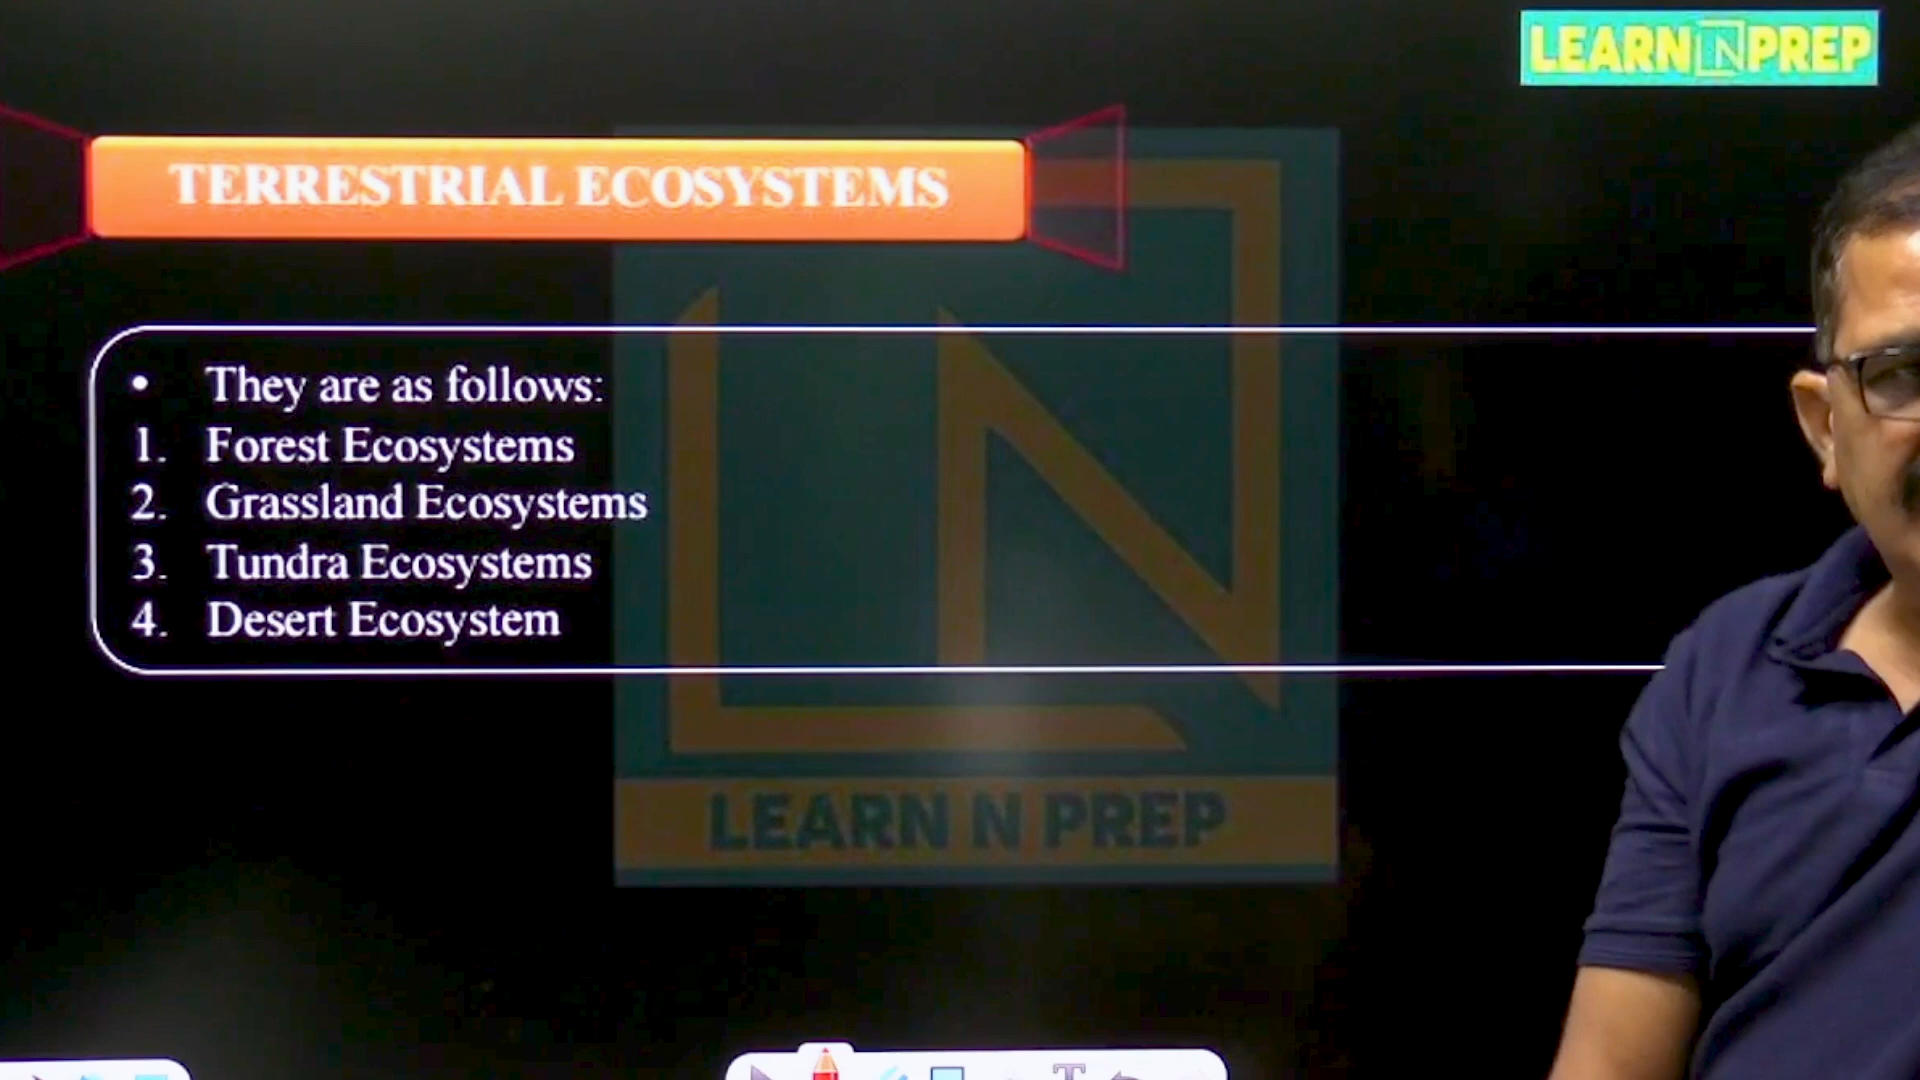 LEARN N PREP
TERRESTRIAL ECOSYSTEMS
• They are as follows:
1. Forest Ecosystems
2. Grassland Ecosystems
3. Tundra Ecosystems
4. Desert Ecosystem
LEARN N PREP
T